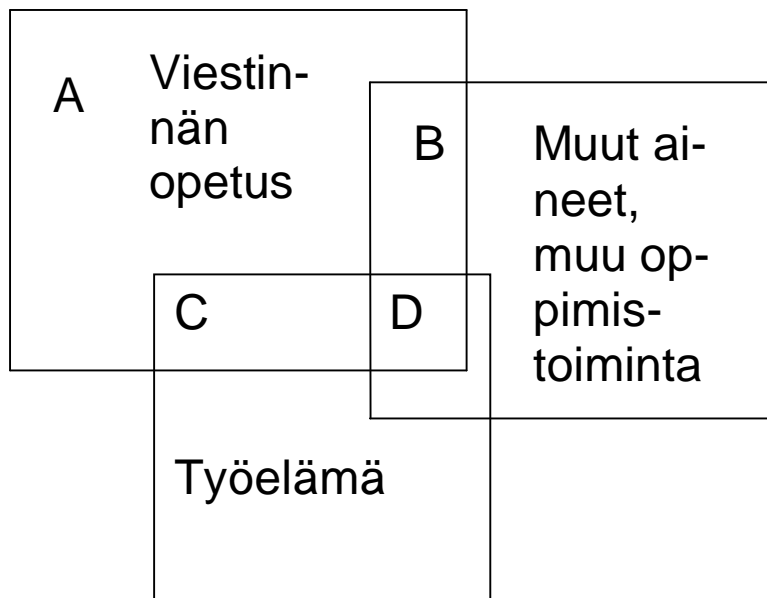 A
Viestin-
nän
opetus
B
Muut ai-
neet,
muu op-
pimis-
toiminta
C
D
Työelämä